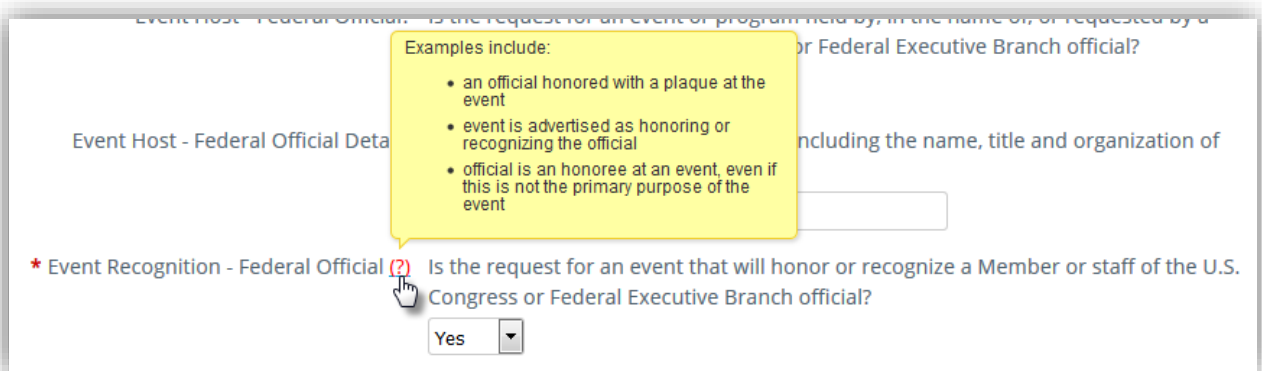 Event Host - Federal Official: Is the request for an event or program held by, in the name of, or requested by a
or Federal Executive Branch official?
Examples include:
• an official honored with a plaque at the
event
• event is advertised as honoring or
recognizing the official
• official is an honoree at an event, even if
this is not the primary purpose of the
event
Event Host - Federal Official Deta
ncluding the name, title and organization of
* Event Recognition - Federal Official (?) Is the request for an event that will honor or recognize a Member or staff of the U.S.
Congress or Federal Executive Branch official?
Yes